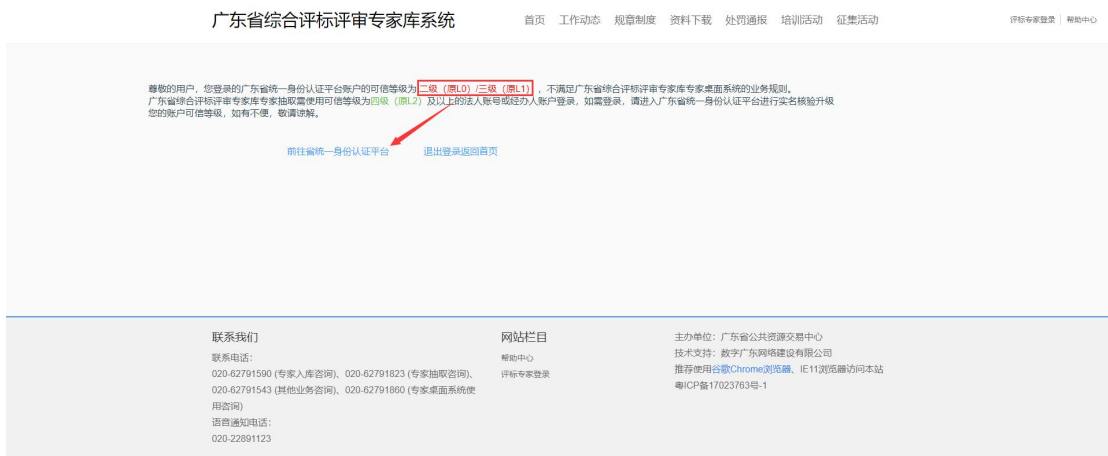 广东省综合评标评审专家库系统
首页 工作动态 规章制度 资料下载 处罚通报 培训活动 征集活动
评标专家登录 帮助中心
尊敬的用户，您登录的广东省统一身份认证平台账户的可信等级为二级（原L0）/三级（原L1），不满足广东省综合评标评审专家库专家桌面系统的业务规则。
广东省综合评标评审专家库专家抽取需使用可信等级为四级（原L2）及以上的法人账号或经办人账户登录，如需登录，请进入广东省统一身份认证平台进行实名核验升级
您的账户可信等级，如有不便，敬请谅解。
前往省统一身份认证平台 退出登录返回首页
联系我们
联系电话：
020-62791590 (专家入库咨询)、020-62791823 (专家抽取咨询)、
020-62791543 (其他业务咨询)、020-62791860 (专家桌面系统使
用咨询)
语音通知电话：
020-22891123
网站栏目
帮助中心
评标专家登录
主办单位：广东省公共资源交易中心
技术支持：数字广东网络建设有限公司
推荐使用谷歌Chrome浏览器、IE11浏览器访问本站
粤ICP备17023763号-1